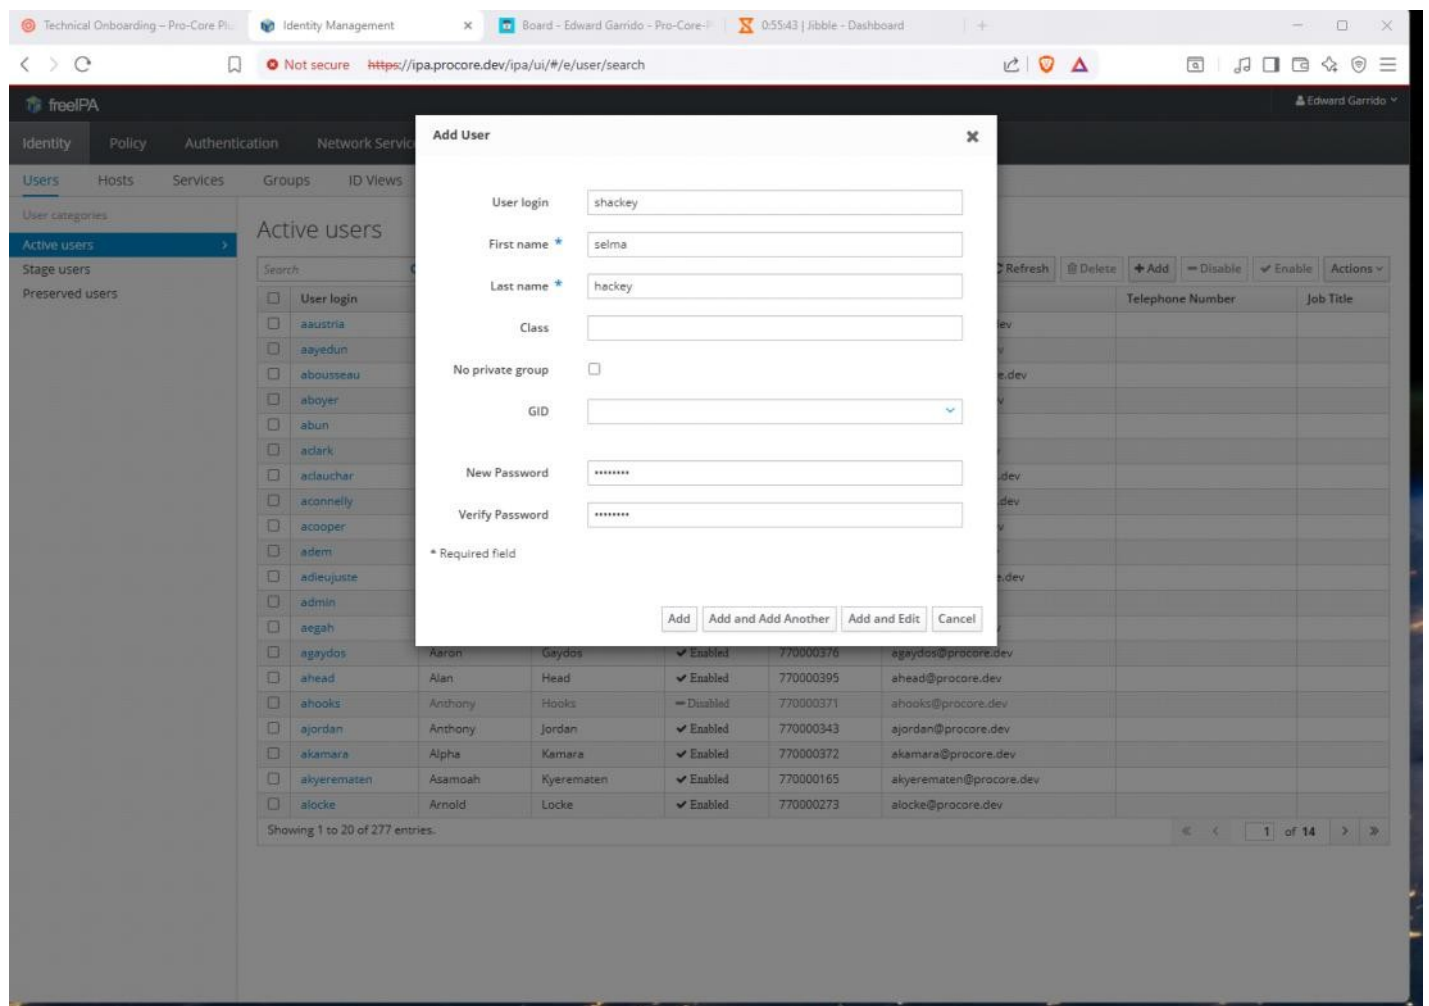 Technical Onboarding – Pro-Core Plu
Identity Management
Board - Edward Garrido - Pro-Core-P
0:55:43 | Jibble - Dashboard
Not secure https://ipa.procore.dev/ipa/ui/#/e/user/search
freeIPA
Edward Garrido
Identity Policy Authentication Network Servic
Users Hosts Services Groups ID Views
User categories
Active users
Stage users
Preserved users
Active users
Search
Refresh Delete Add Disable Enable Actions
User login Telephone Number Job Title
aaustria ev
aayedun v
abousseau e.dev
aboyer v
abun
aclark
aclauchar .dev
aconnelly .dev
acooper v
adem
adieujuste e.dev
admin
aegah
agaydos Aaron Gaydos Enabled 770000376 agaydos@procore.dev
ahead Alan Head Enabled 770000395 ahead@procore.dev
ahooks Anthony Hooks Disabled 770000371 ahooks@procore.dev
ajordan Anthony Jordan Enabled 770000343 ajordan@procore.dev
akamara Alpha Kamara Enabled 770000372 akamara@procore.dev
akyerematen Asamoah Kyerematen Enabled 770000165 akyerematen@procore.dev
alocke Arnold Locke Enabled 770000273 alocke@procore.dev
Showing 1 to 20 of 277 entries.
1 of 14
Add User
User login shackey
First name * selma
Last name * hackey
Class
No private group
GID
New Password ••••••••
Verify Password ••••••••
* Required field
Add Add and Add Another Add and Edit Cancel